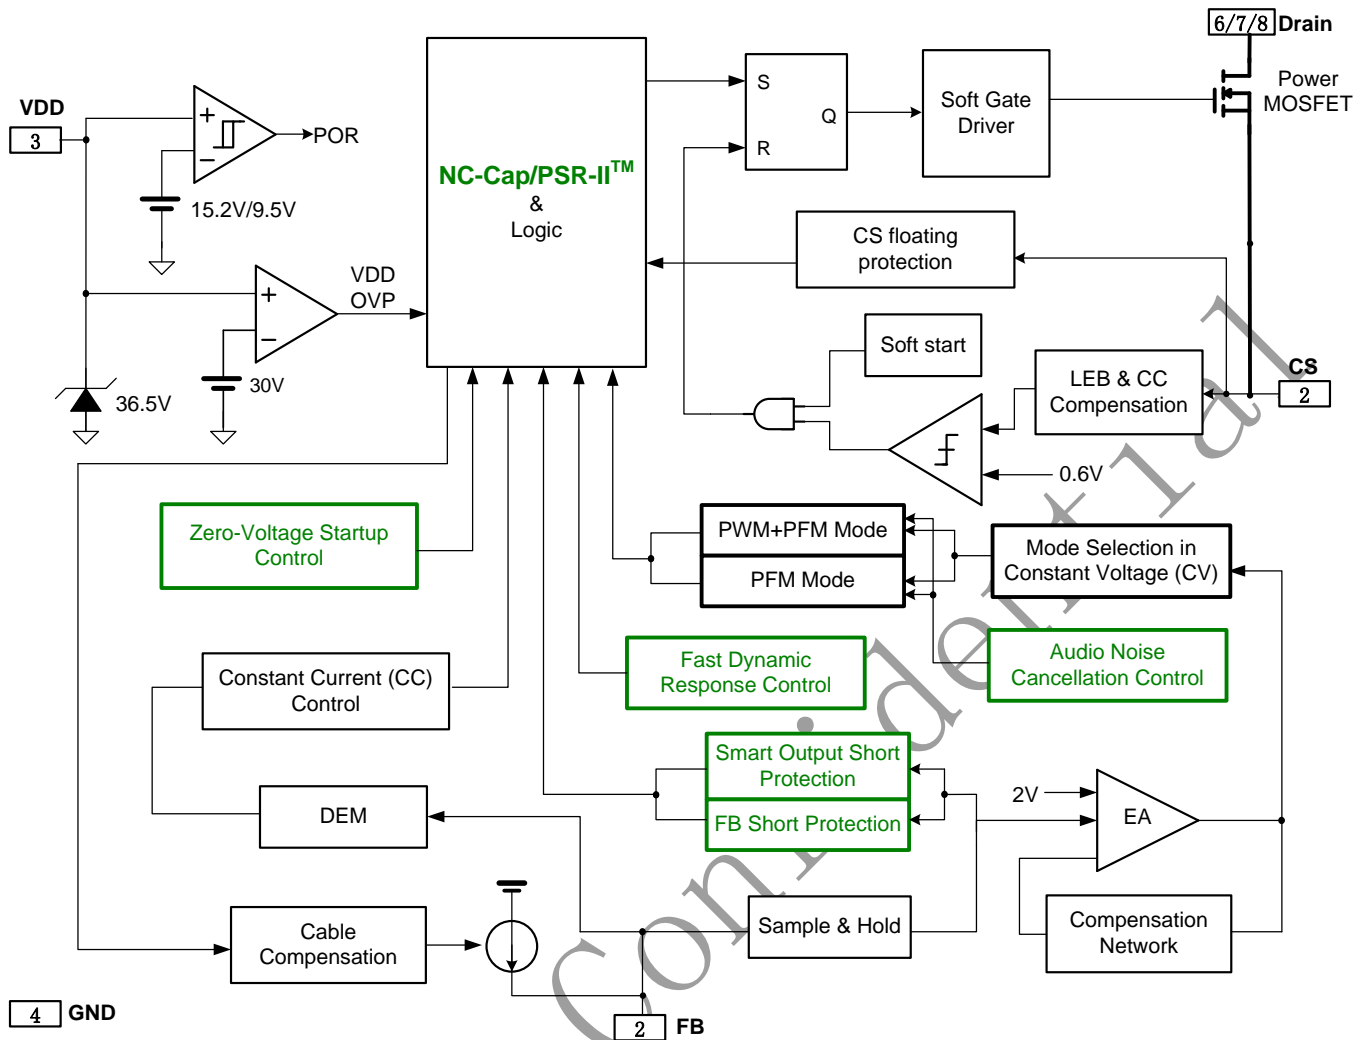 6/7/8 Drain
Power
MOSFET
VDD
3
+
−
POR
15.2V/9.5V
NC-Cap/PSR-II™
&
Logic
S
Q
R
Soft Gate
Driver
CS floating
protection
VDD
OVP
+
−
30V
36.5V
Soft start
LEB & CC
Compensation
CS
2
0.6V
Zero-Voltage Startup
Control
PWM+PFM Mode
PFM Mode
Mode Selection in
Constant Voltage (CV)
Constant Current (CC)
Control
Fast Dynamic
Response Control
Audio Noise
Cancellation Control
Smart Output Short
Protection
FB Short Protection
DEM
2V
EA
Cable
Compensation
Sample & Hold
Compensation
Network
4 GND
2 FB
Confidential